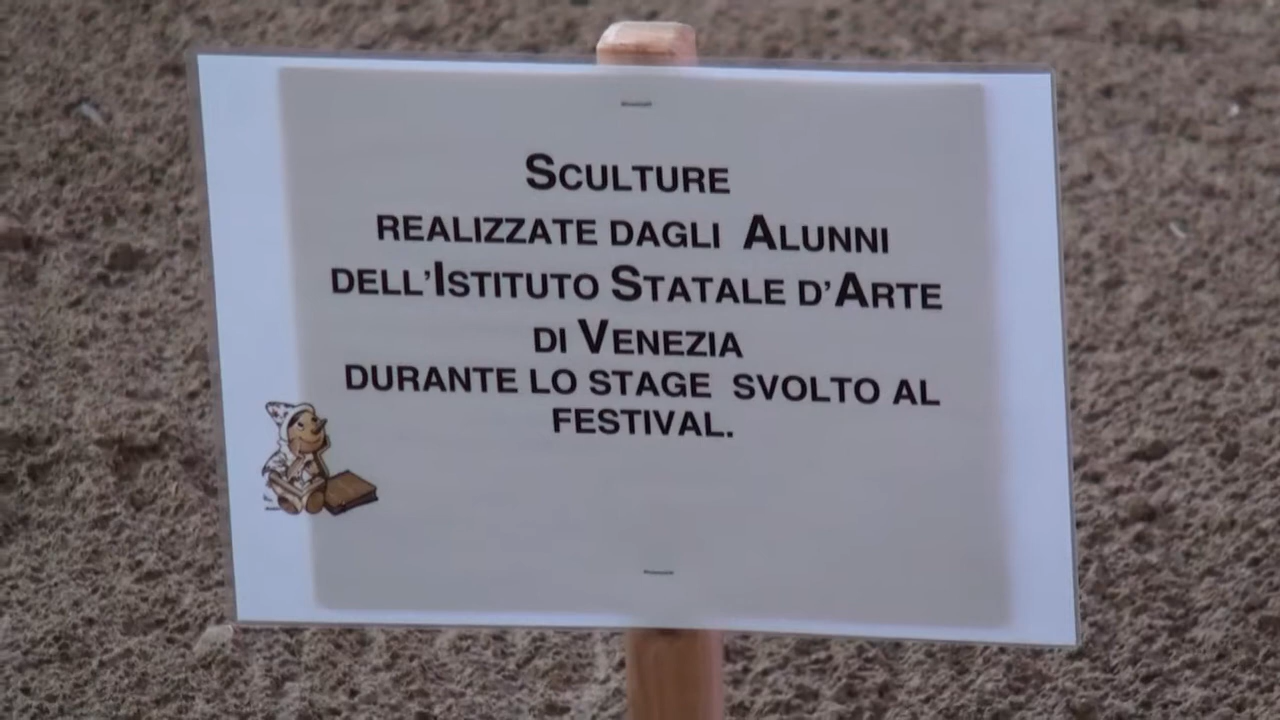 SCULTURE
REALIZZATE DAGLI ALUNNI
DELL'ISTITUTO STATALE D'ARTE
DI VENEZIA
DURANTE LO STAGE SVOLTO AL
FESTIVAL.